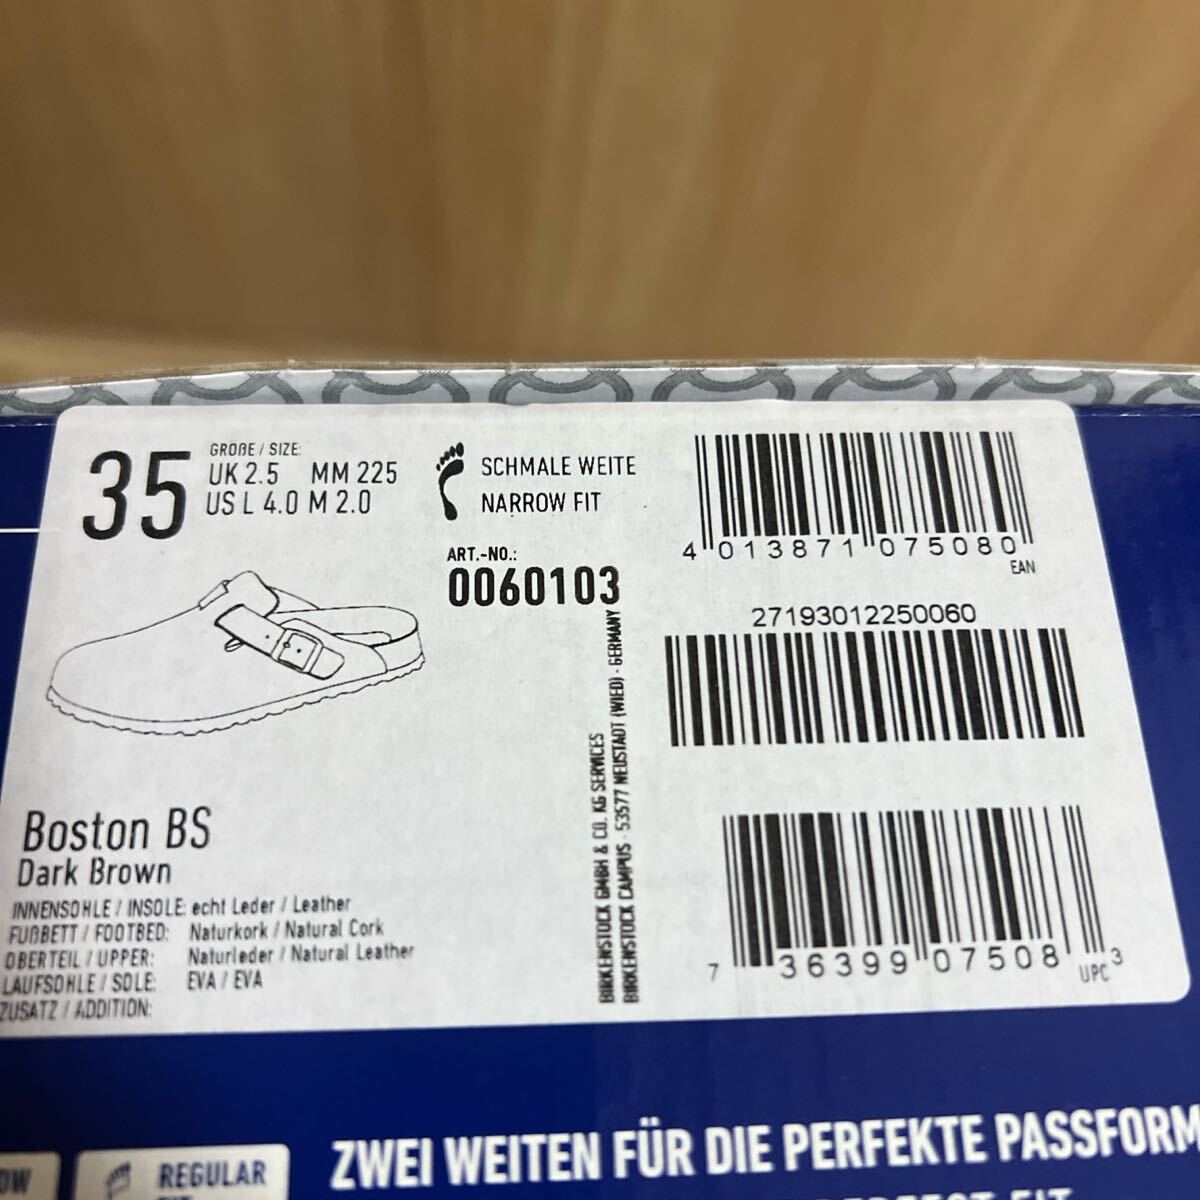 35
GRÖßE / SIZE:
UK 2.5 MM 225
US L 4.0 M 2.0
SCHMALE WEITE
NARROW FIT
ART.-NO.:
0060103
4 013871 075080
EAN
27193012250060
7 36399 07508 3
UPC
BIRKENSTOCK GMBH & CO. KG SERVICES
BIRKENSTOCK CAMPUS · 53577 NEUSTADT (WIED) · GERMANY
Boston BS
Dark Brown
INNENSOHLE / INSOLE: echt Leder / Leather
FUßBETT / FOOTBED: Naturkork / Natural Cork
OBERTEIL / UPPER: Naturleder / Natural Leather
LAUFSOHLE / SOLE: EVA / EVA
ZUSATZ / ADDITION:
ZWEI WEITEN FÜR DIE PERFEKTE PASSFORM
REGULAR